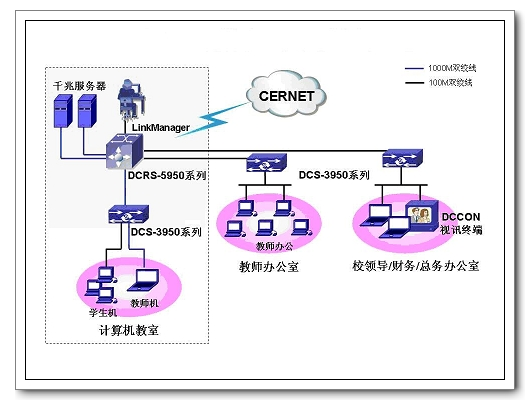 1000M双绞线
100M双绞线
千兆服务器
CERNET
LinkManager
DCRS-5950系列
DCS-3950系列
DCS-3950系列
DCCON
视讯终端
教师办公
教师办公室
校领导/财务/总务办公室
学生机
教师机
计算机教室